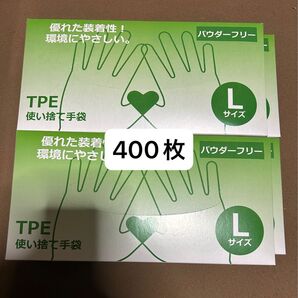 優れた装着性！
環境にやさしい。
パウダーフリー
TPE
使い捨て手袋
L
サイズ
400枚
優れた装着性！
環境にやさしい。
パウダーフリー
TPE
使い捨て手袋
L
サイズ